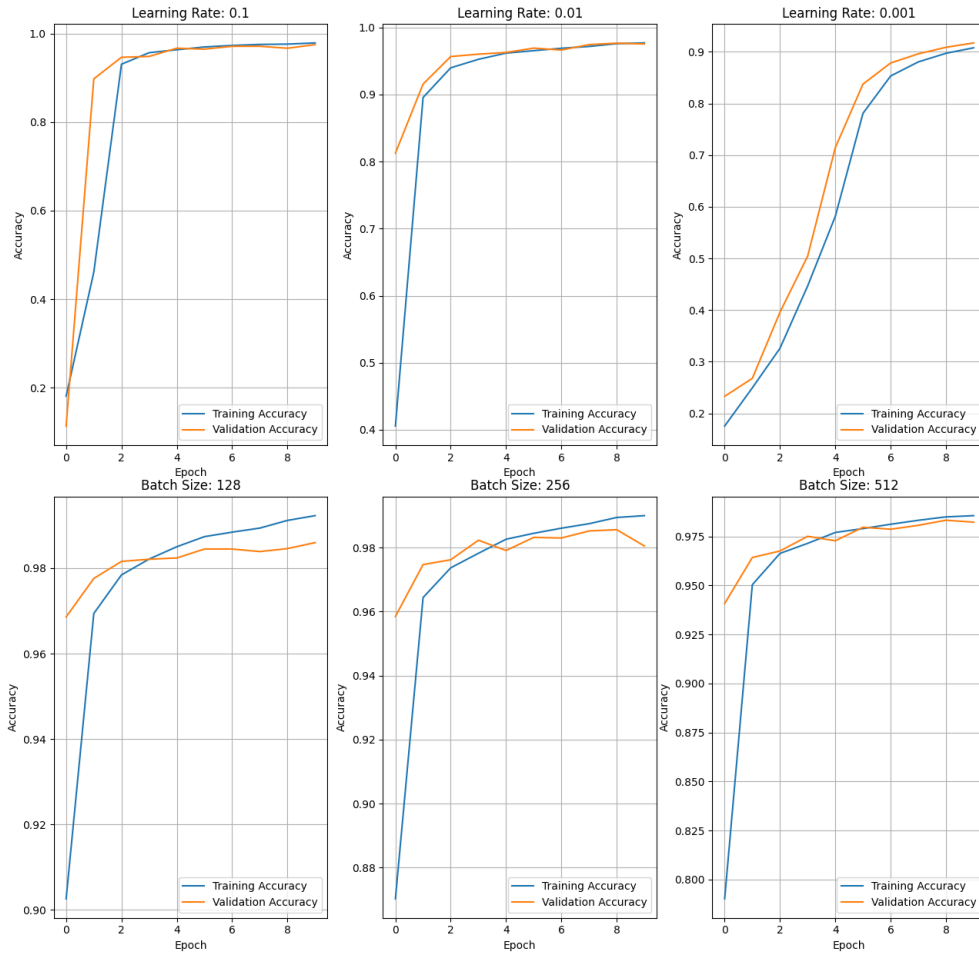 Learning Rate: 0.1
1.0
0.8
0.6
0.4
0.2
Accuracy
Training Accuracy
Validation Accuracy
0 2 4 6 8
Epoch
Learning Rate: 0.01
1.0
0.9
0.8
0.7
0.6
0.5
0.4
Accuracy
Training Accuracy
Validation Accuracy
0 2 4 6 8
Epoch
Learning Rate: 0.001
0.9
0.8
0.7
0.6
0.5
0.4
0.3
0.2
Accuracy
Training Accuracy
Validation Accuracy
0 2 4 6 8
Epoch
Batch Size: 128
0.98
0.96
0.94
0.92
0.90
Accuracy
Training Accuracy
Validation Accuracy
0 2 4 6 8
Epoch
Batch Size: 256
0.98
0.96
0.94
0.92
0.90
0.88
Accuracy
Training Accuracy
Validation Accuracy
0 2 4 6 8
Epoch
Batch Size: 512
0.975
0.950
0.925
0.900
0.875
0.850
0.825
0.800
Accuracy
Training Accuracy
Validation Accuracy
0 2 4 6 8
Epoch